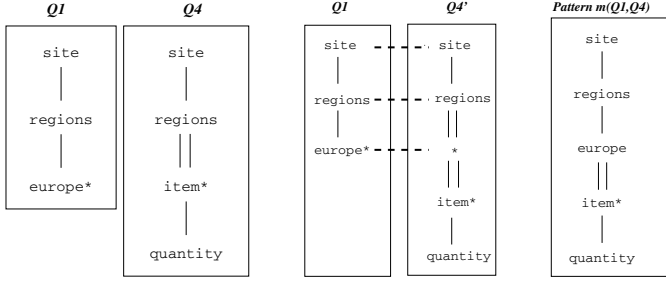 Q1 Q4 Q1 Q4' Pattern m(Q1,Q4)
site site site site site
regions regions regions regions regions
europe* item* europe* * europe
quantity item* item*
quantity quantity